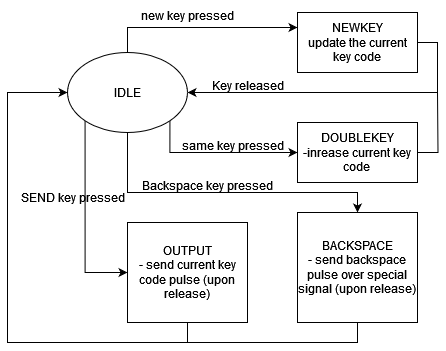 new key pressed
NEWKEY
update the current
key code
IDLE
Key released
DOUBLEKEY
-inrease current key
code
same key pressed
Backspace key pressed
SEND key pressed
OUTPUT
- send current key
code pulse (upon
release)
BACKSPACE
- send backspace
pulse over special
signal (upon release)